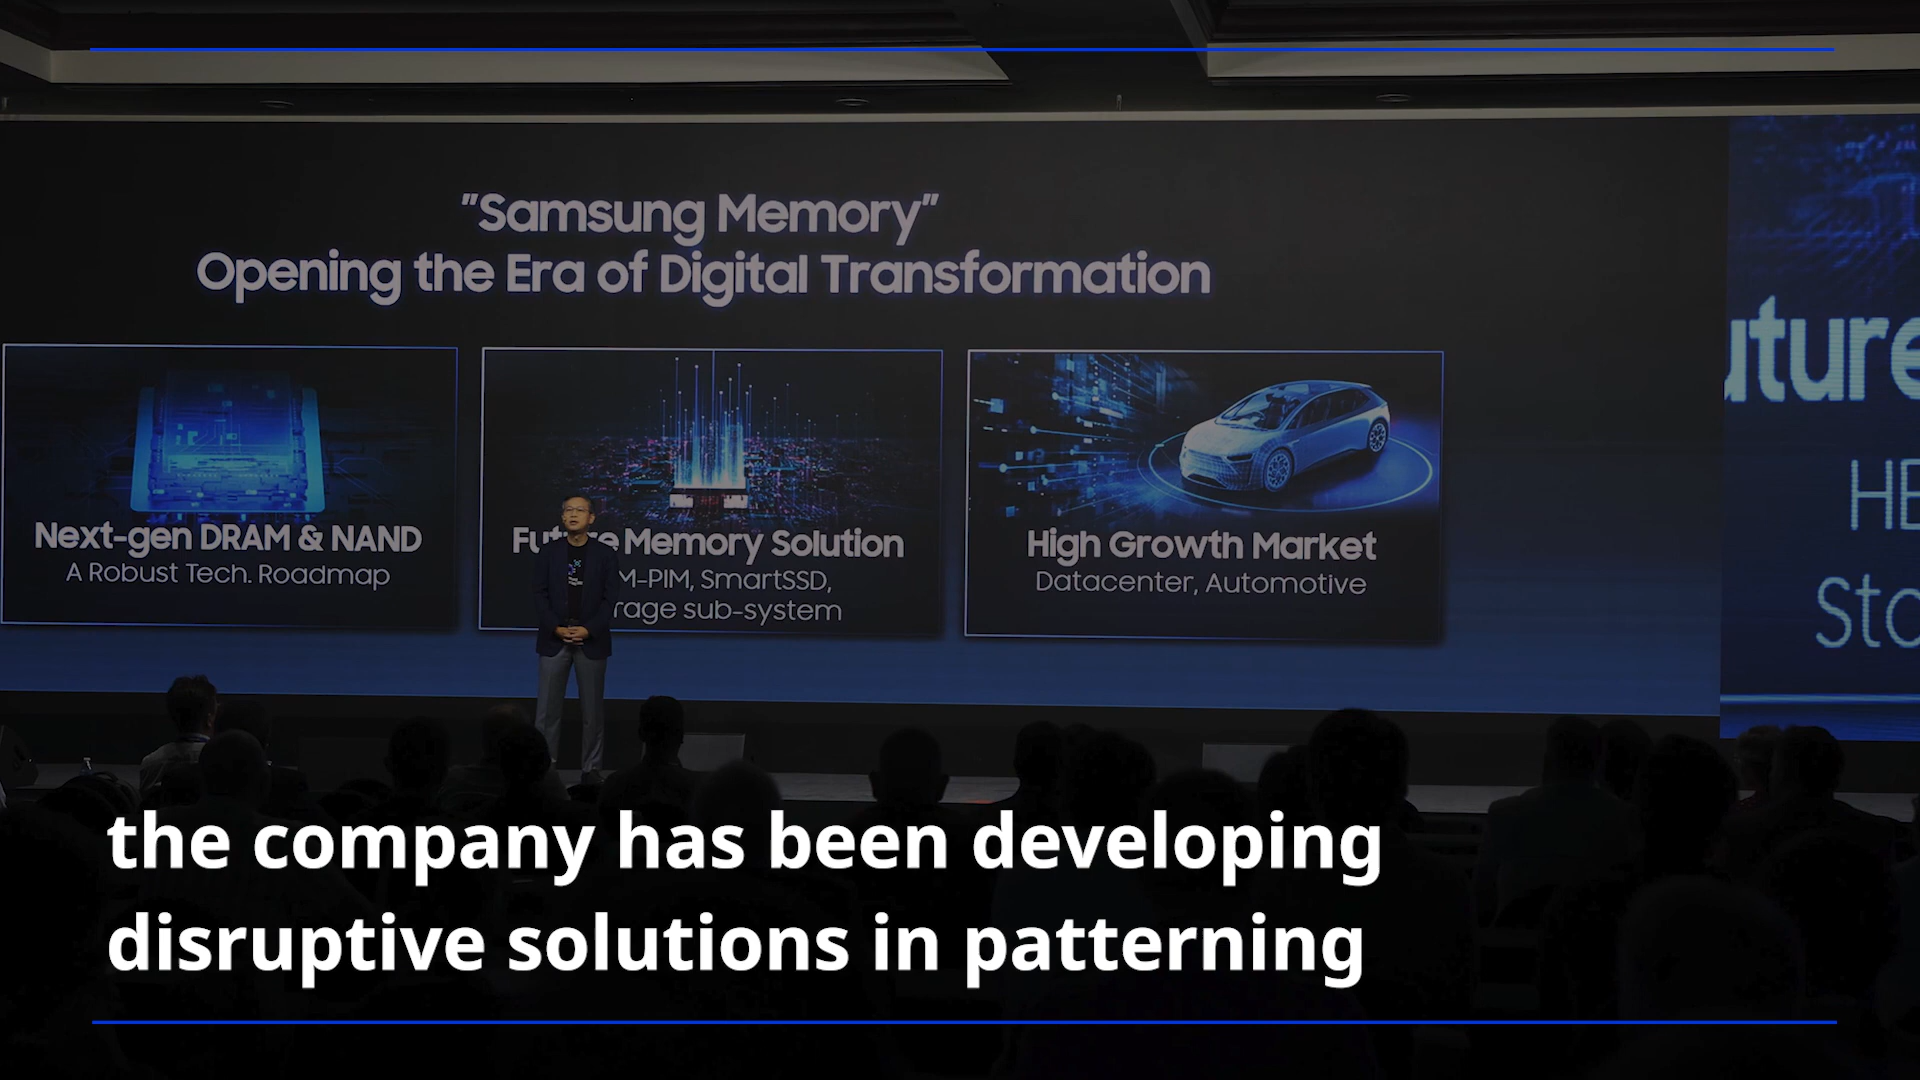 "Samsung Memory"
Opening the Era of Digital Transformation
Next-gen DRAM & NAND
A Robust Tech. Roadmap
Memory Solution
SmartSSD,
sub-system
High Growth Market
Datacenter, Automotive
the company has been developing
disruptive solutions in patterning